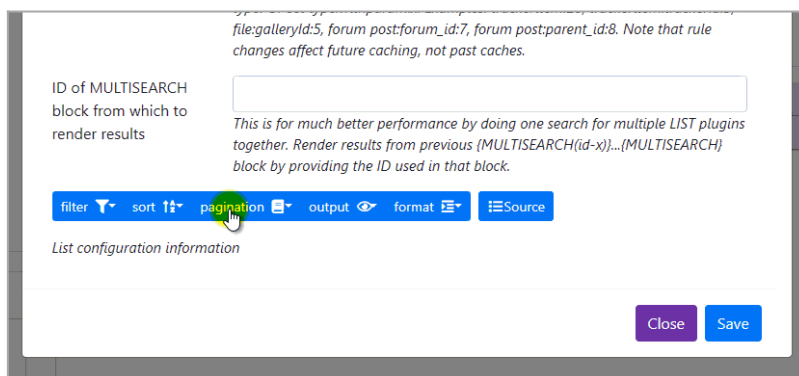 file:galleryId:5, forum post:forum_id:7, forum post:parent_id:8. Note that rule
changes affect future caching, not past caches.
ID of MULTISEARCH
block from which to
render results
This is for much better performance by doing one search for multiple LIST plugins
together. Render results from previous {MULTISEARCH(id-x)}...{MULTISEARCH}
block by providing the ID used in that block.
filter sort pagination output format Source
List configuration information
Close Save